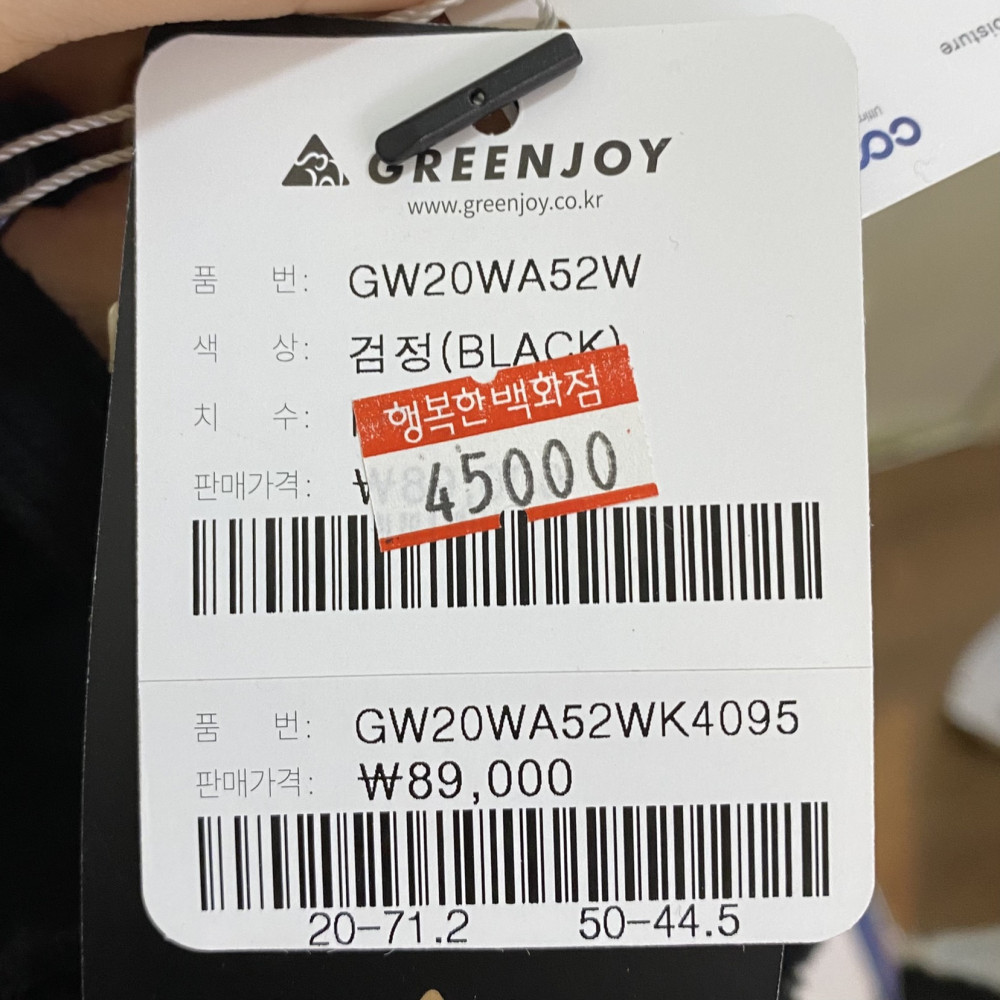 GREENJOY
www.greenjoy.co.kr
품 번: GW20WA52W
색 상: 검정(BLACK)
치 수:
행복한백화점
판매가격: ₩
45000
품 번: GW20WA52WK4095
판매가격: ₩89,000
20-71.2 50-44.5